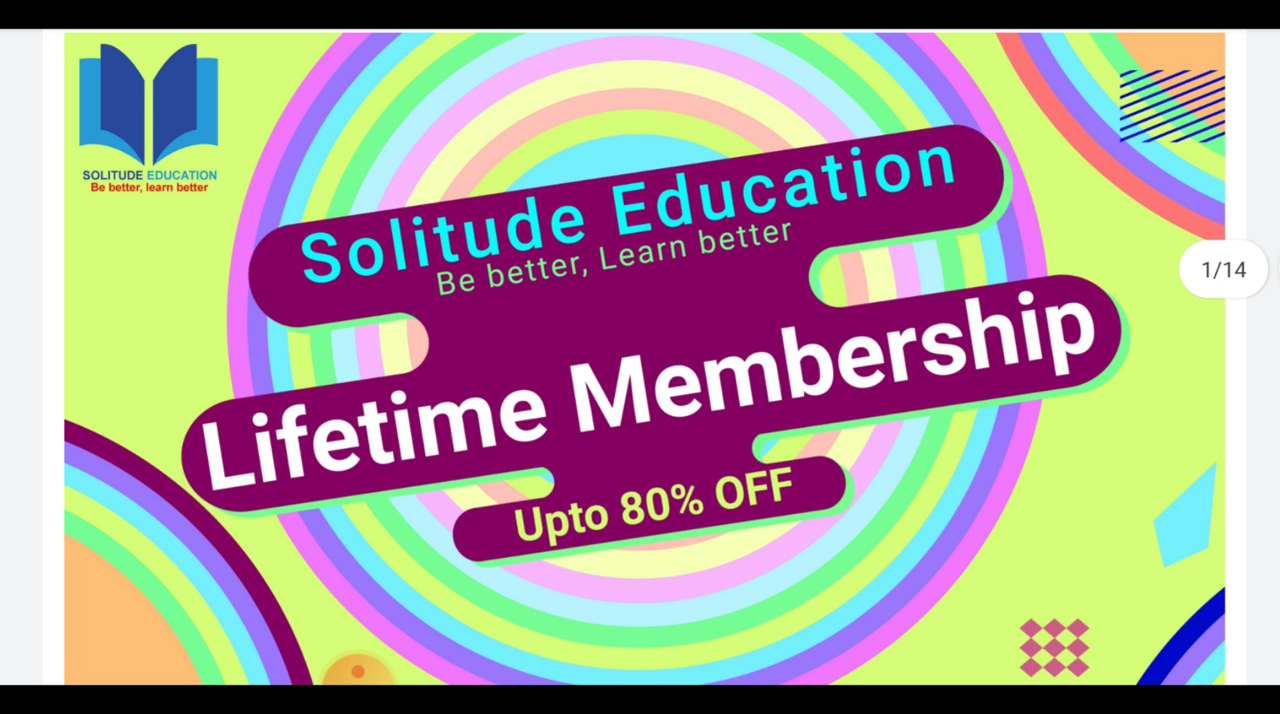 SOLITUDE EDUCATION
Be better, learn better
Solitude Education
Be better, Learn better
Lifetime Membership
Upto 80% OFF
1/14